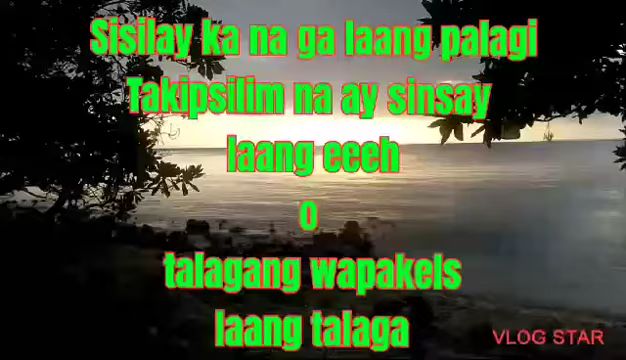 Sisilay ka na ga laang palagi
Takipsilim na ay sinsay
laang eeeh
O
talagang wapakels
laang talaga
VLOG STAR